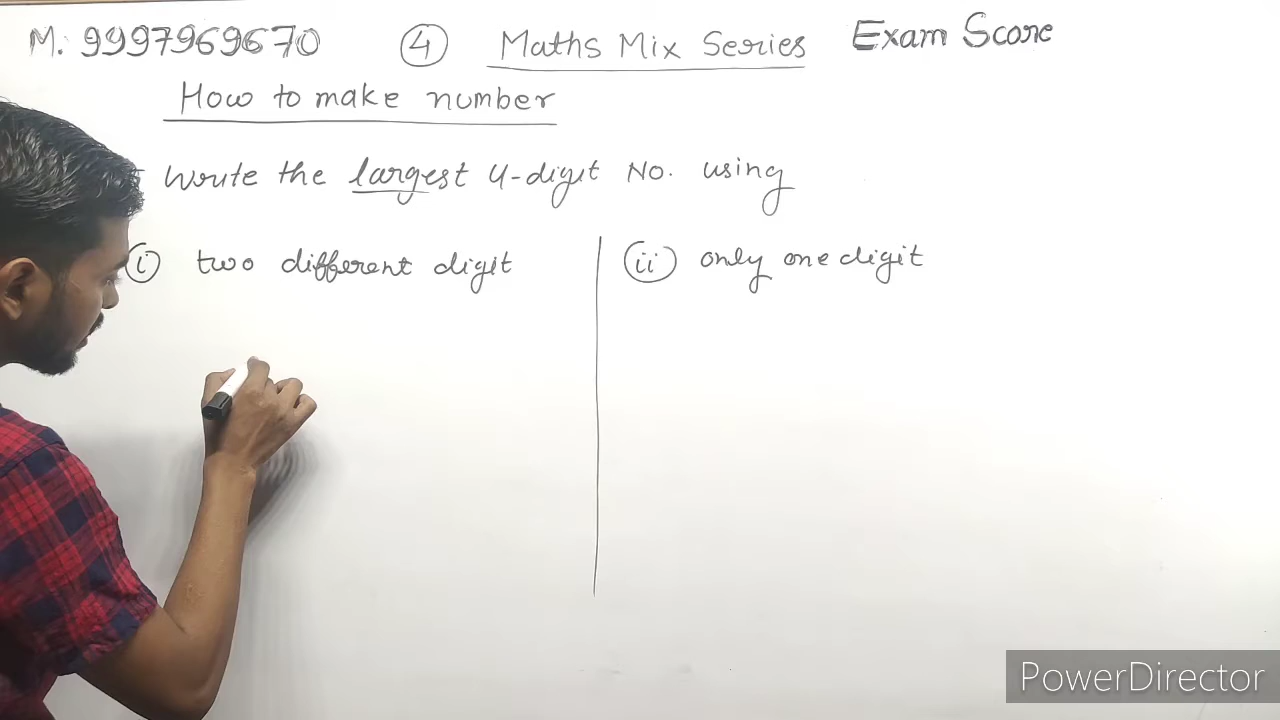 M. 9997969670 4 Maths Mix Series Exam Score
How to make number
Write the largest 4-digit No. using
i two different digit
ii only one digit
PowerDirector